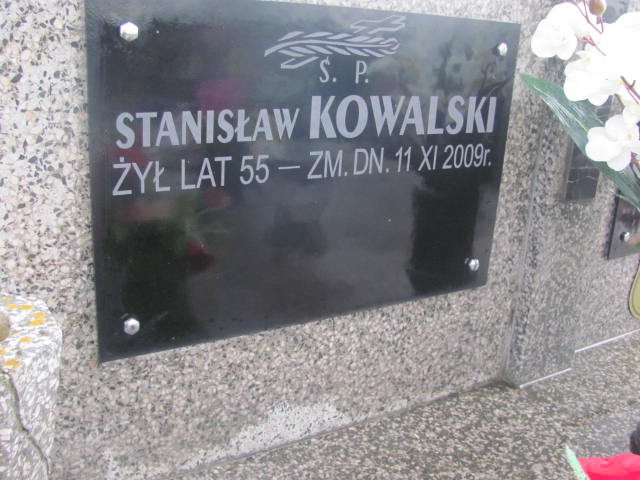 Ś. P.
STANISŁAW KOWALSKI
ŻYŁ LAT 55 – ZM. DN. 11 XI 2009r.